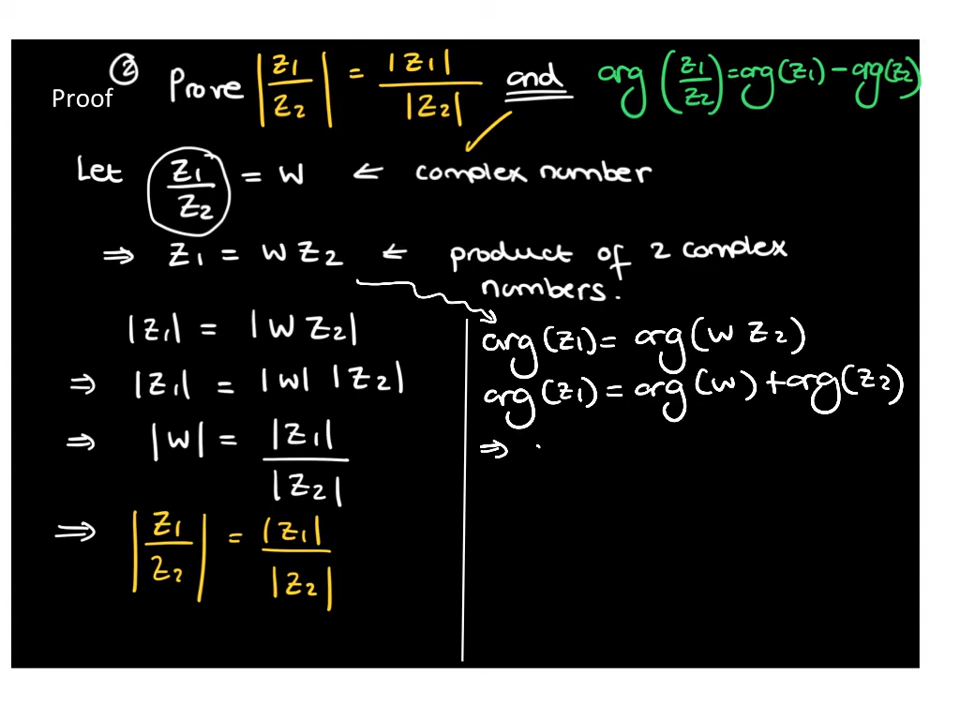 ② Prove |z1/z2| = |z1|/|z2| and arg(z1/z2) = arg(z1) - arg(z2)
Proof
Let z1/z2 = w ← complex number
⇒ z1 = w z2 ← product of 2 complex
numbers.
|z1| = |w z2|
⇒ |z1| = |w| |z2|
⇒ |w| = |z1|/|z2|
⇒ |z1/z2| = |z1|/|z2|
arg(z1) = arg(w z2)
arg(z1) = arg(w) + arg(z2)
⇒